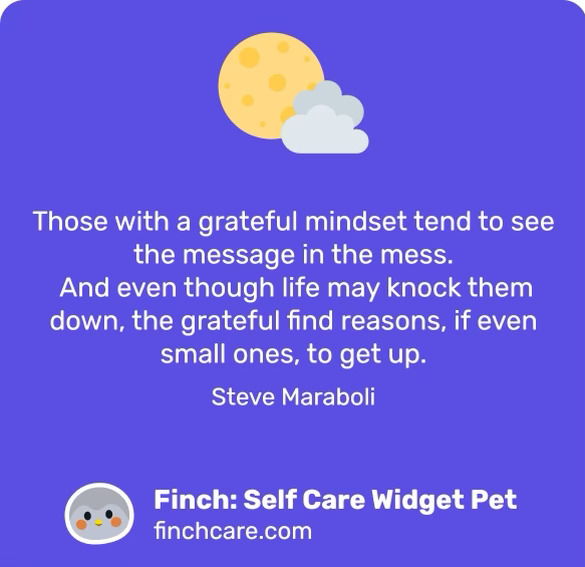 Those with a grateful mindset tend to see
the message in the mess.
And even though life may knock them
down, the grateful find reasons, if even
small ones, to get up.
Steve Maraboli
Finch: Self Care Widget Pet
finchcare.com